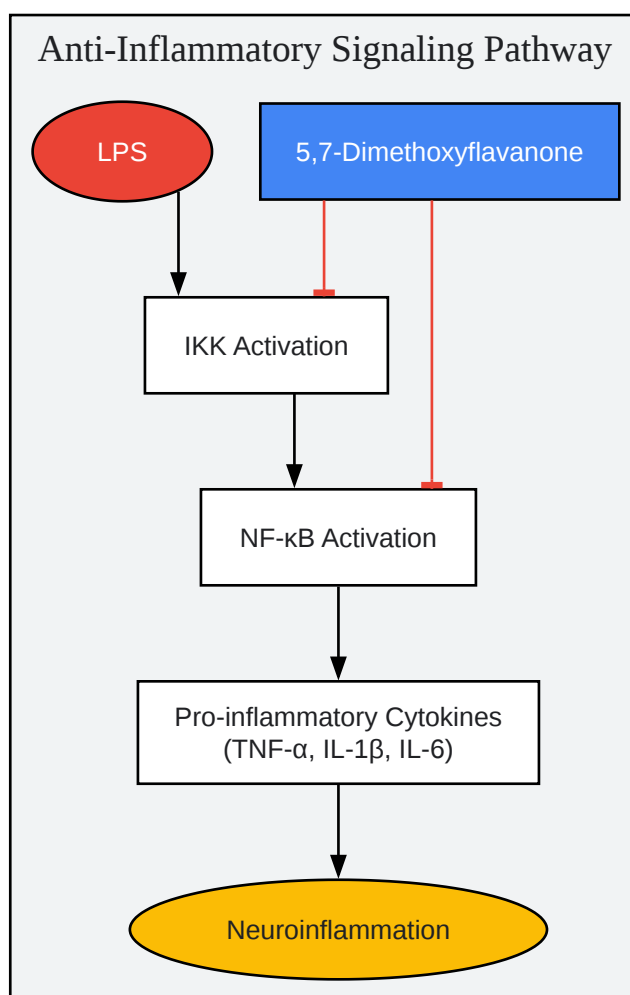 Anti-Inflammatory Signaling Pathway
LPS
5,7-Dimethoxyflavanone
IKK Activation
NF-κB Activation
Pro-inflammatory Cytokines
(TNF-α, IL-1β, IL-6)
Neuroinflammation